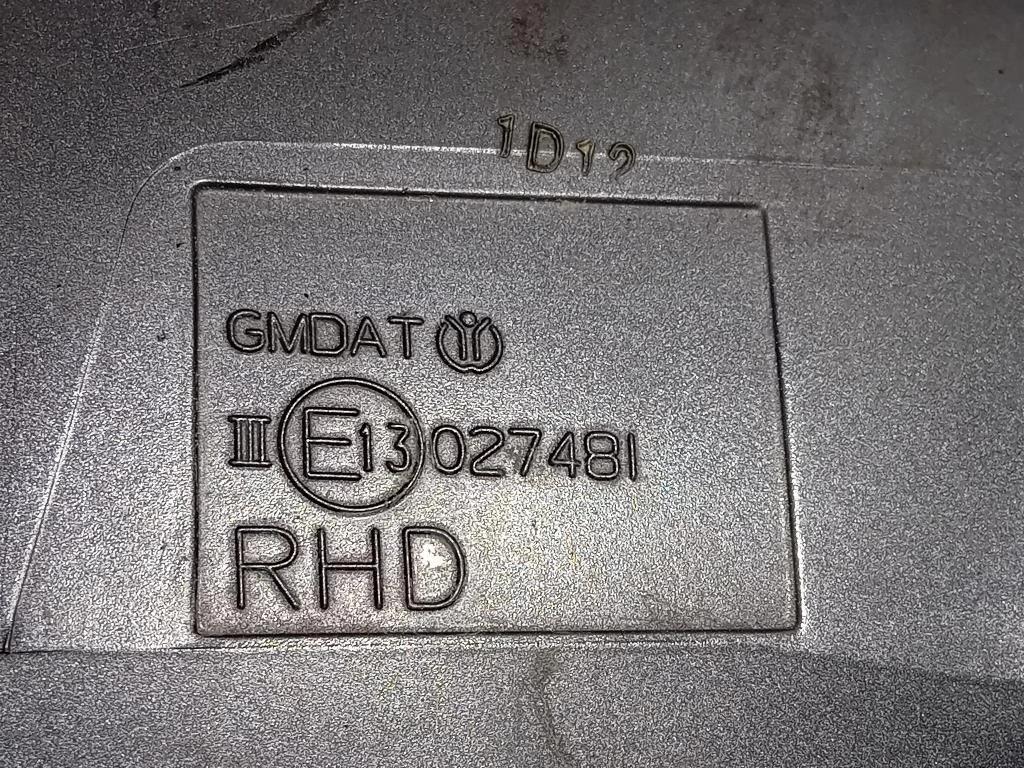 1D12
GMDAT
III E13 027481
RHD